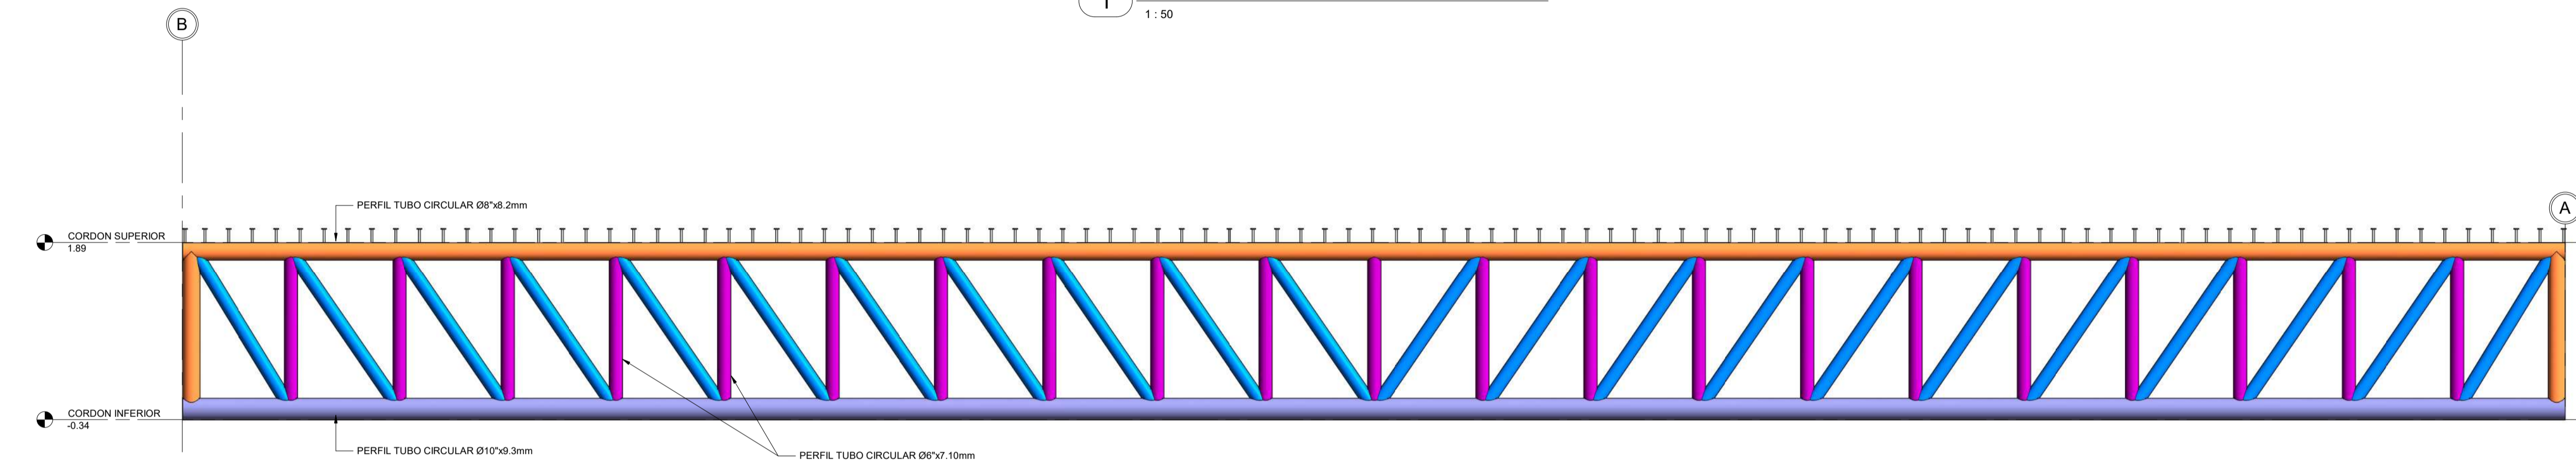 1
1 : 50
B
A
PERFIL TUBO CIRCULAR Ø8"x8.2mm
CORDON SUPERIOR
1.89
CORDON INFERIOR
-0.34
PERFIL TUBO CIRCULAR Ø10"x9.3mm
PERFIL TUBO CIRCULAR Ø6"x7.10mm